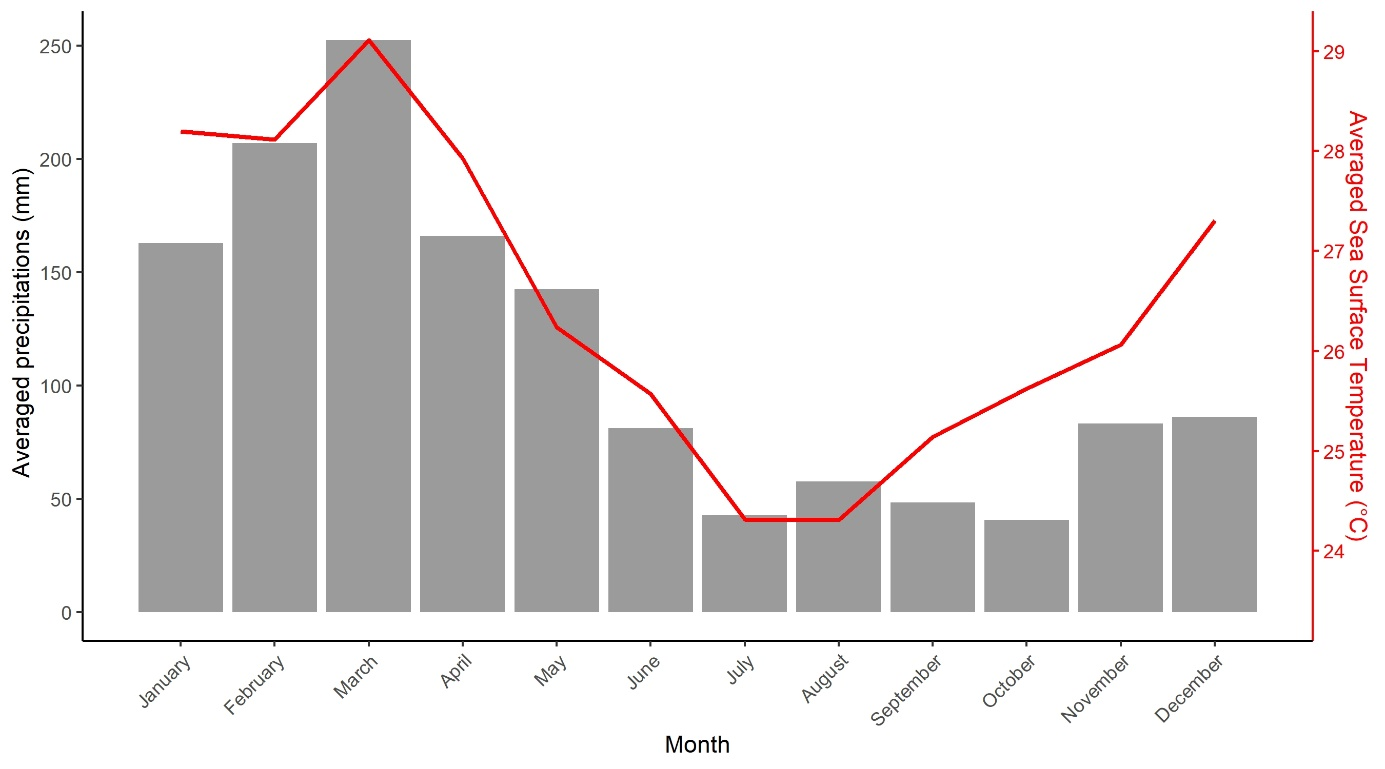 Averaged precipitations (mm)
250
200
150
100
50
0
29
28
27
26
25
24
Averaged Sea Surface Temperature (°C)
January
February
March
April
May
June
July
August
September
October
November
December
Month